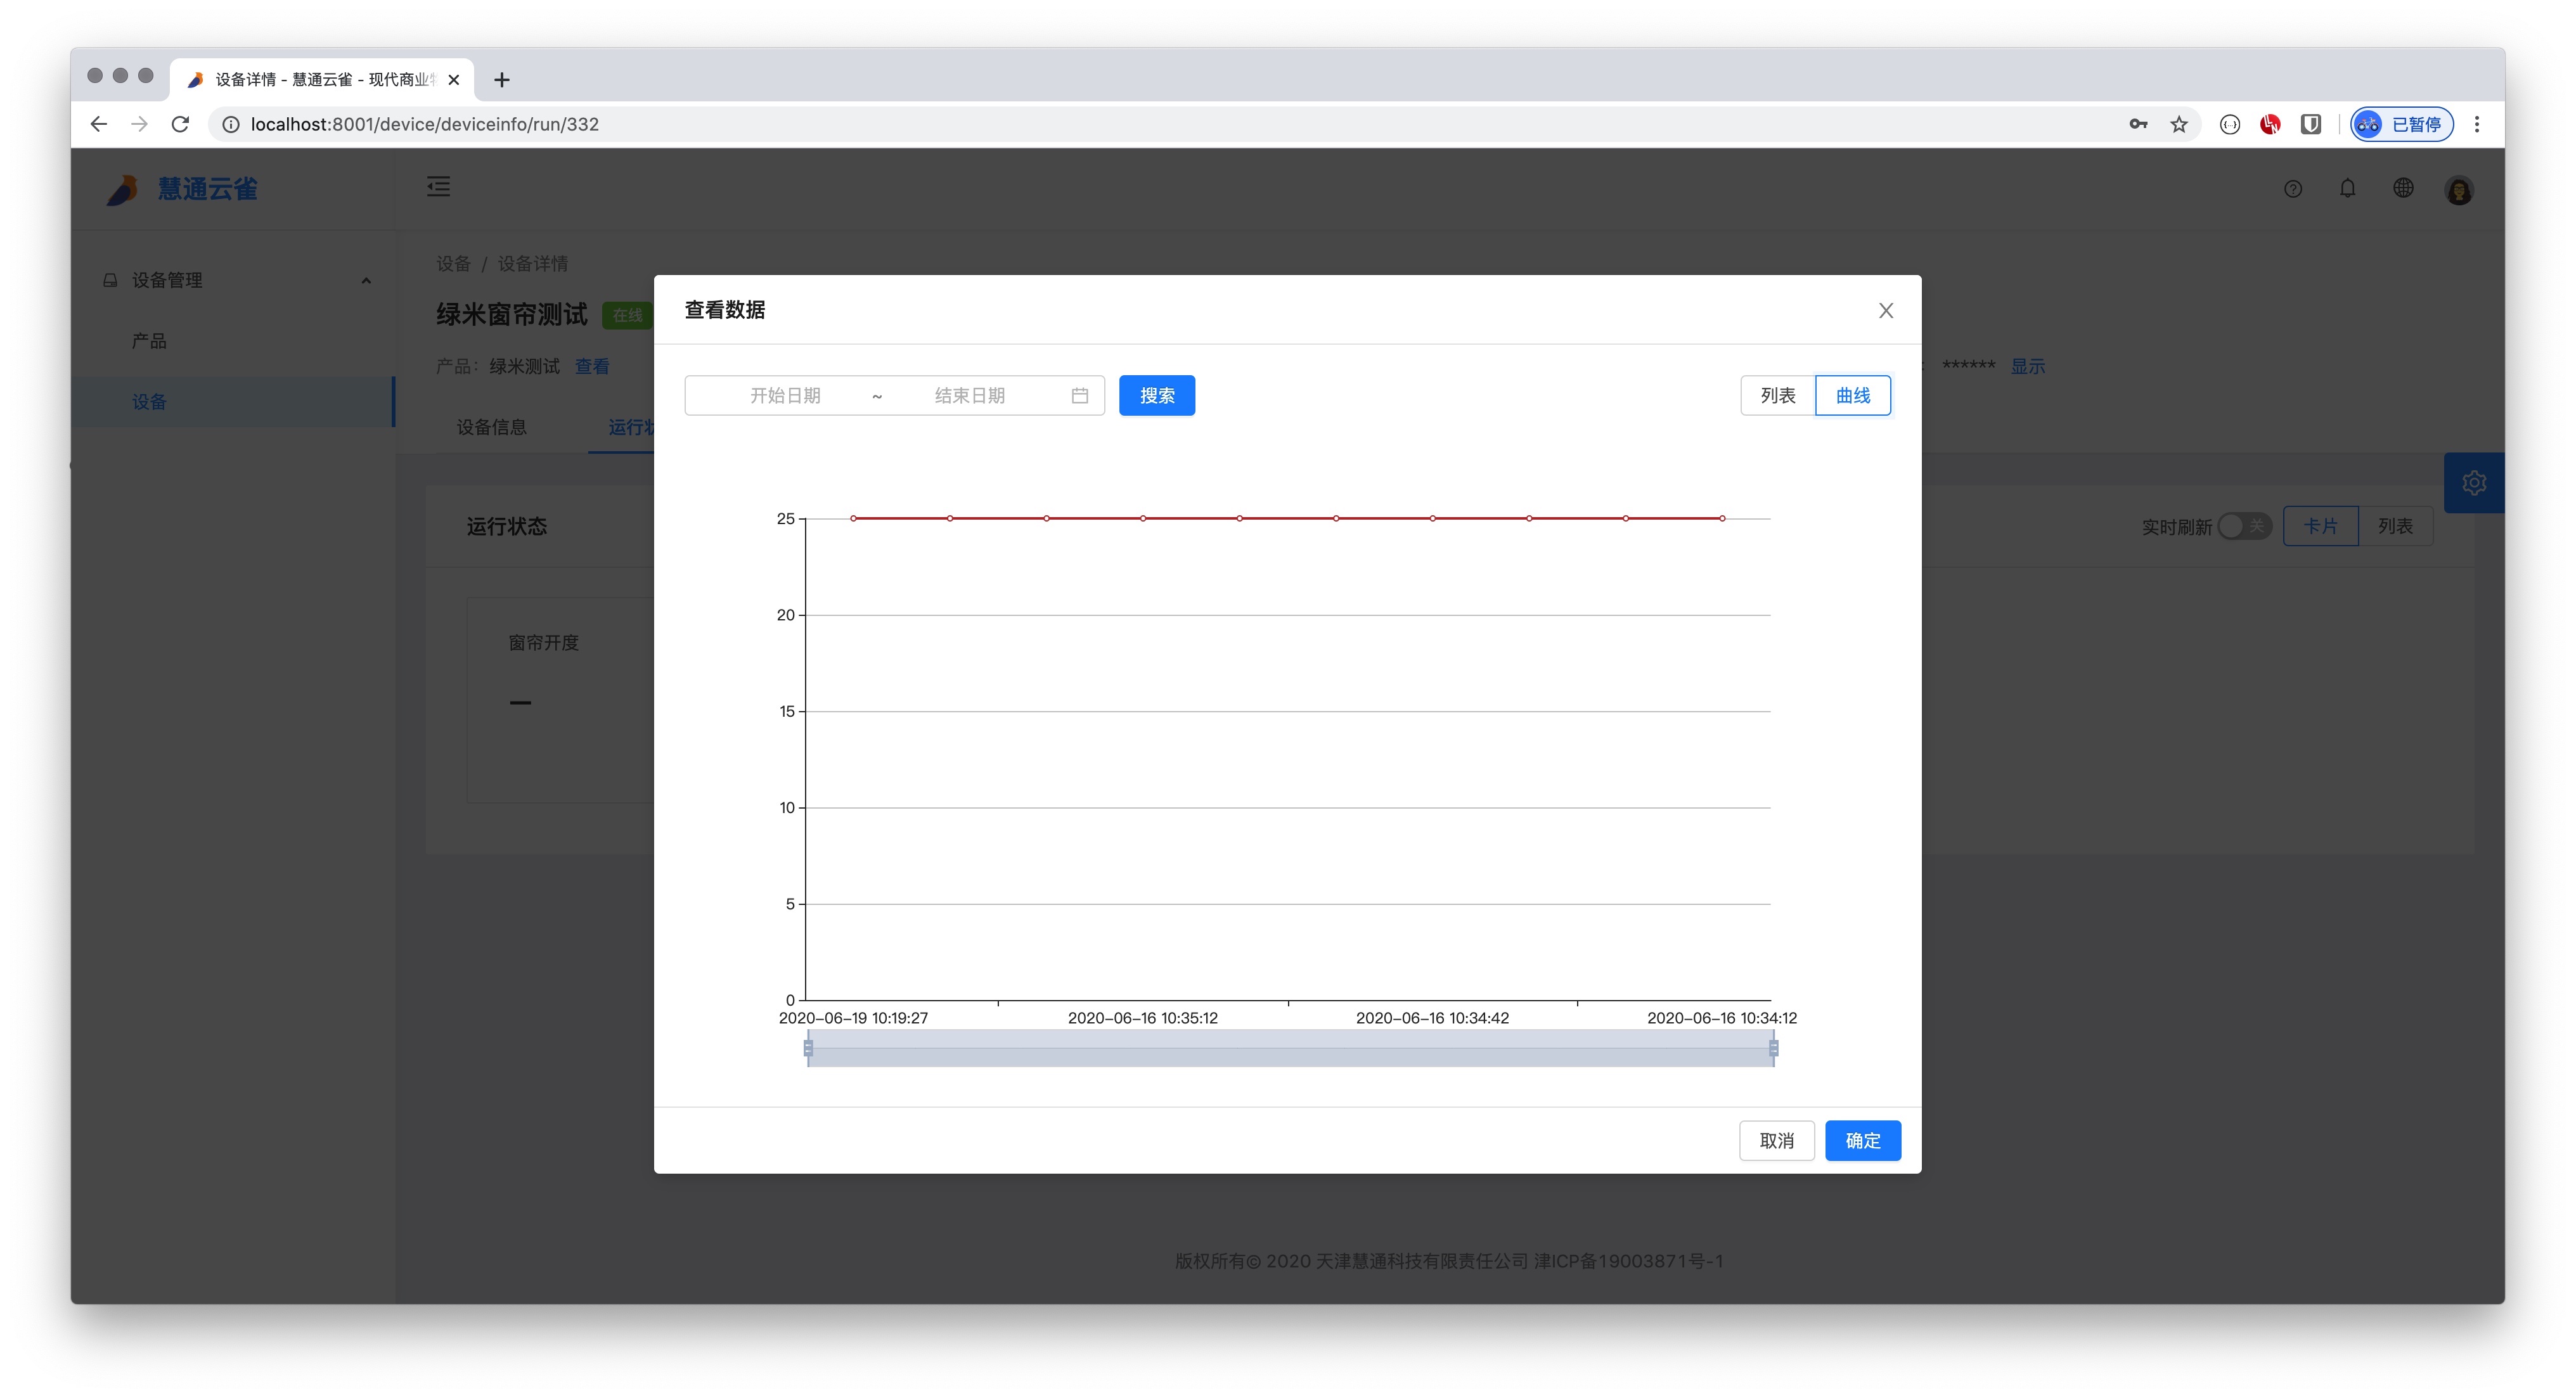 设备详情 - 慧通云雀 - 现代商业
localhost:8001/device/deviceinfo/run/332
已暂停
慧通云雀
设备管理
产品
设备
设备 / 设备详情
绿米窗帘测试 在线
产品: 绿米测试 查看
****** 显示
设备信息 运行状
运行状态
实时刷新 关 卡片 列表
窗帘开度
查看数据
开始日期 ~ 结束日期 搜索
列表 曲线
25
20
15
10
5
0
2020-06-19 10:19:27 2020-06-16 10:35:12 2020-06-16 10:34:42 2020-06-16 10:34:12
取消 确定
版权所有© 2020 天津慧通科技有限责任公司 津ICP备19003871号-1